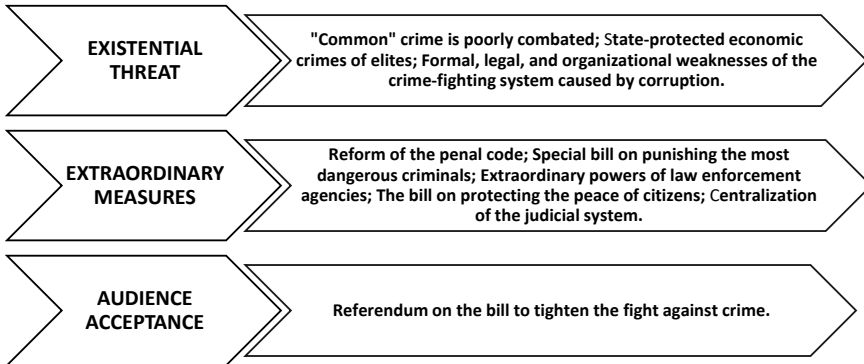 EXISTENTIAL
THREAT
"Common" crime is poorly combated; State-protected economic
crimes of elites; Formal, legal, and organizational weaknesses of the
crime-fighting system caused by corruption.
EXTRAORDINARY
MEASURES
Reform of the penal code; Special bill on punishing the most
dangerous criminals; Extraordinary powers of law enforcement
agencies; The bill on protecting the peace of citizens; Centralization
of the judicial system.
AUDIENCE
ACCEPTANCE
Referendum on the bill to tighten the fight against crime.